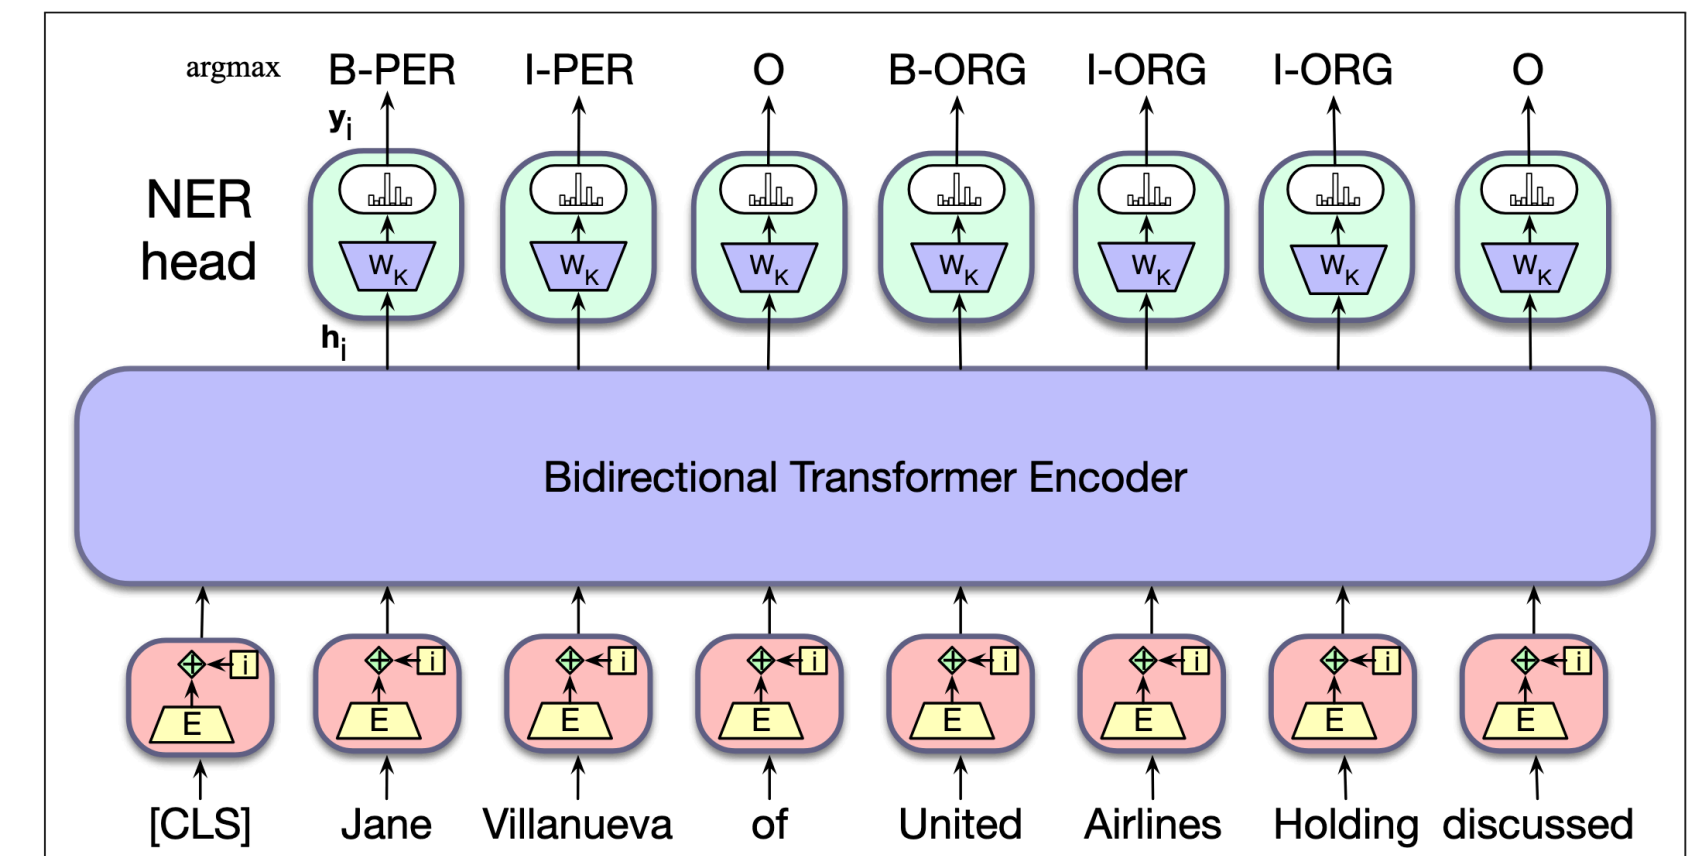 argmax B-PER I-PER O B-ORG I-ORG I-ORG O
yi
NER
head
WK WK WK WK WK WK WK
hi
Bidirectional Transformer Encoder
i i i i i i i i
E E E E E E E E
[CLS] Jane Villanueva of United Airlines Holding discussed